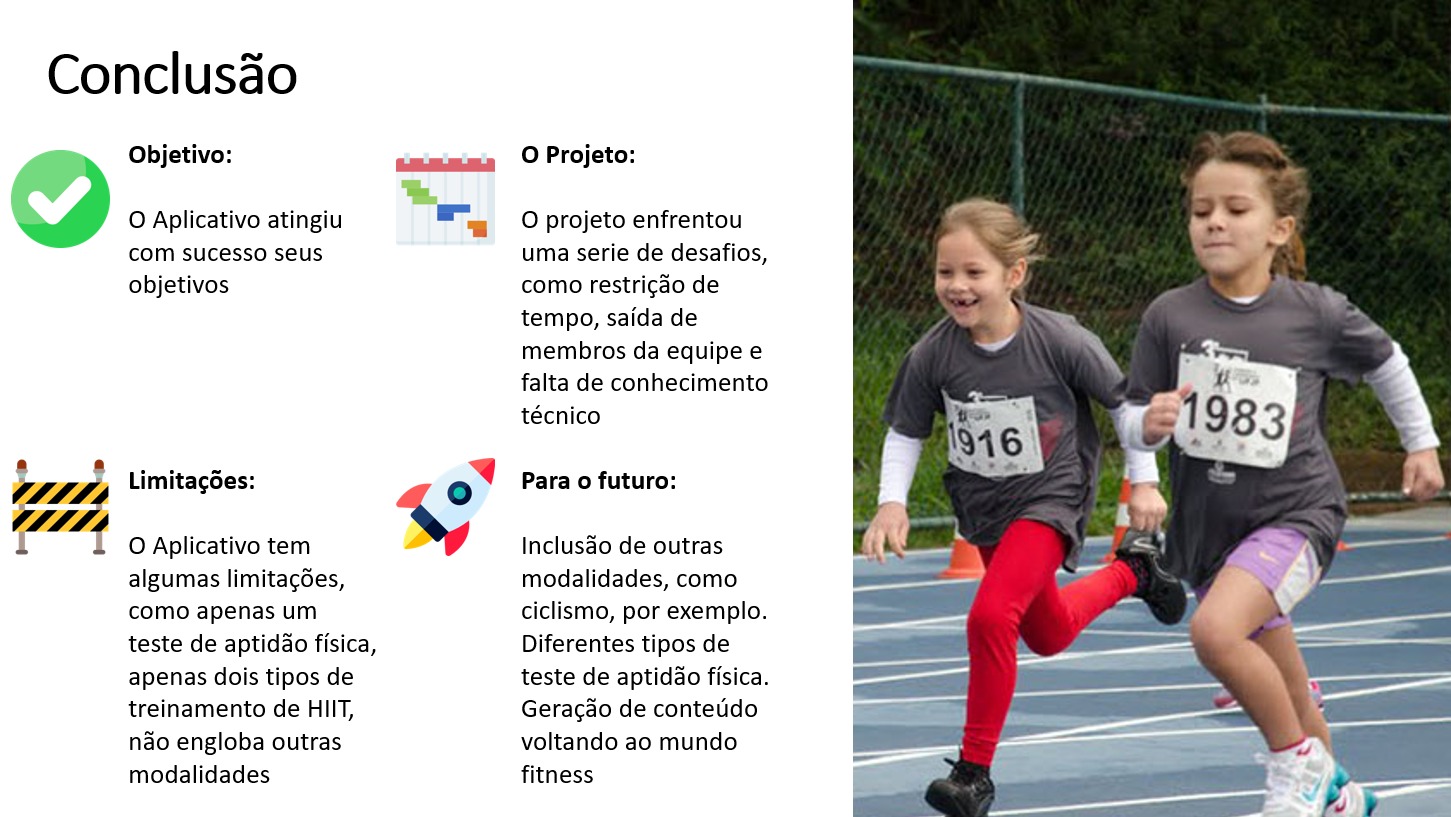 Conclusão
Objetivo:
O Aplicativo atingiu
com sucesso seus
objetivos
O Projeto:
O projeto enfrentou
uma serie de desafios,
como restrição de
tempo, saída de
membros da equipe e
falta de conhecimento
técnico
Limitações:
O Aplicativo tem
algumas limitações,
como apenas um
teste de aptidão física,
apenas dois tipos de
treinamento de HIIT,
não engloba outras
modalidades
Para o futuro:
Inclusão de outras
modalidades, como
ciclismo, por exemplo.
Diferentes tipos de
teste de aptidão física.
Geração de conteúdo
voltando ao mundo
fitness
1916
1983